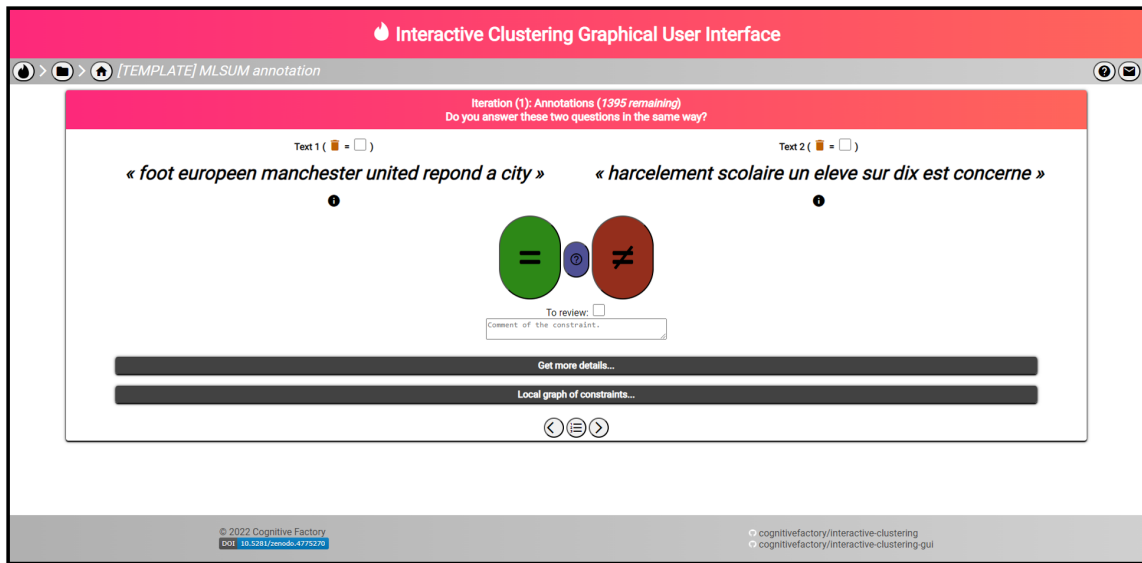 Interactive Clustering Graphical User Interface
[TEMPLATE] MLSUM annotation
Iteration (1): Annotations (1395 remaining)
Do you answer these two questions in the same way?
Text 1 ( = )
Text 2 ( = )
« foot europeen manchester united repond a city »
« harcelement scolaire un eleve sur dix est concerne »
= ? ≠
To review:
Comment of the constraint.
Get more details...
Local graph of constraints...
© 2022 Cognitive Factory
DOI 10.5281/zenodo.4775270
cognitivefactory/interactive-clustering
cognitivefactory/interactive-clustering-gui